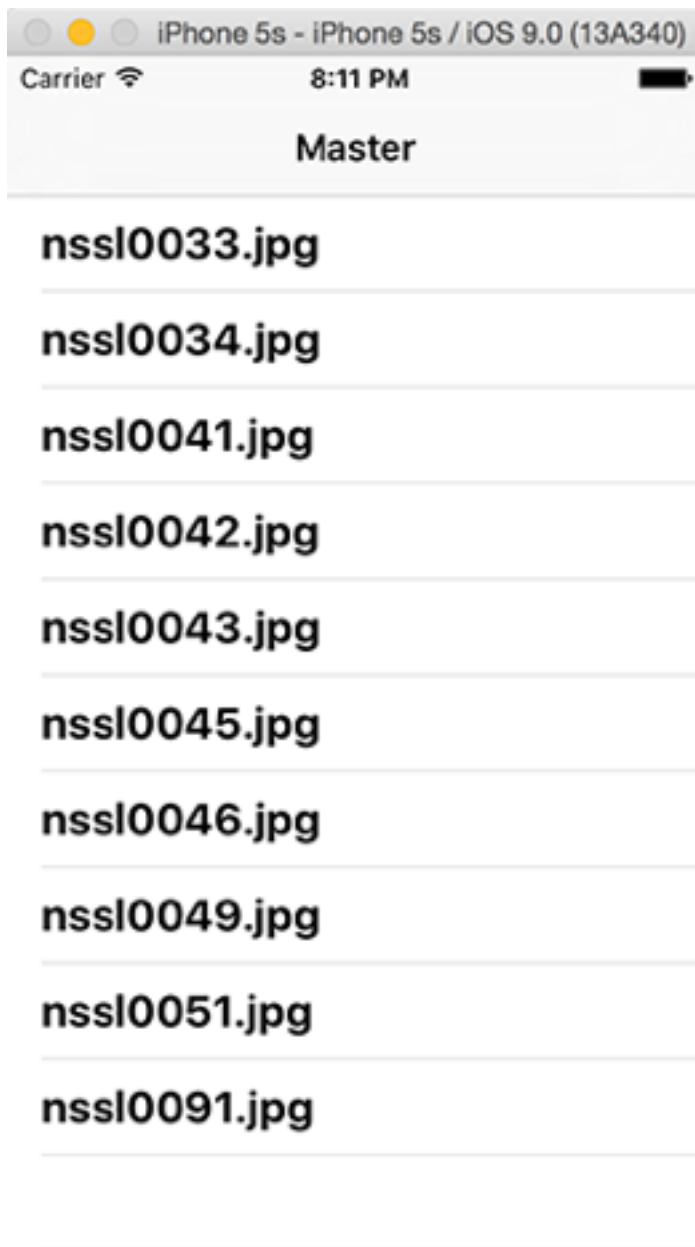 iPhone 5s - iPhone 5s / iOS 9.0 (13A340)
Carrier 8:11 PM
Master
nssl0033.jpg
nssl0034.jpg
nssl0041.jpg
nssl0042.jpg
nssl0043.jpg
nssl0045.jpg
nssl0046.jpg
nssl0049.jpg
nssl0051.jpg
nssl0091.jpg